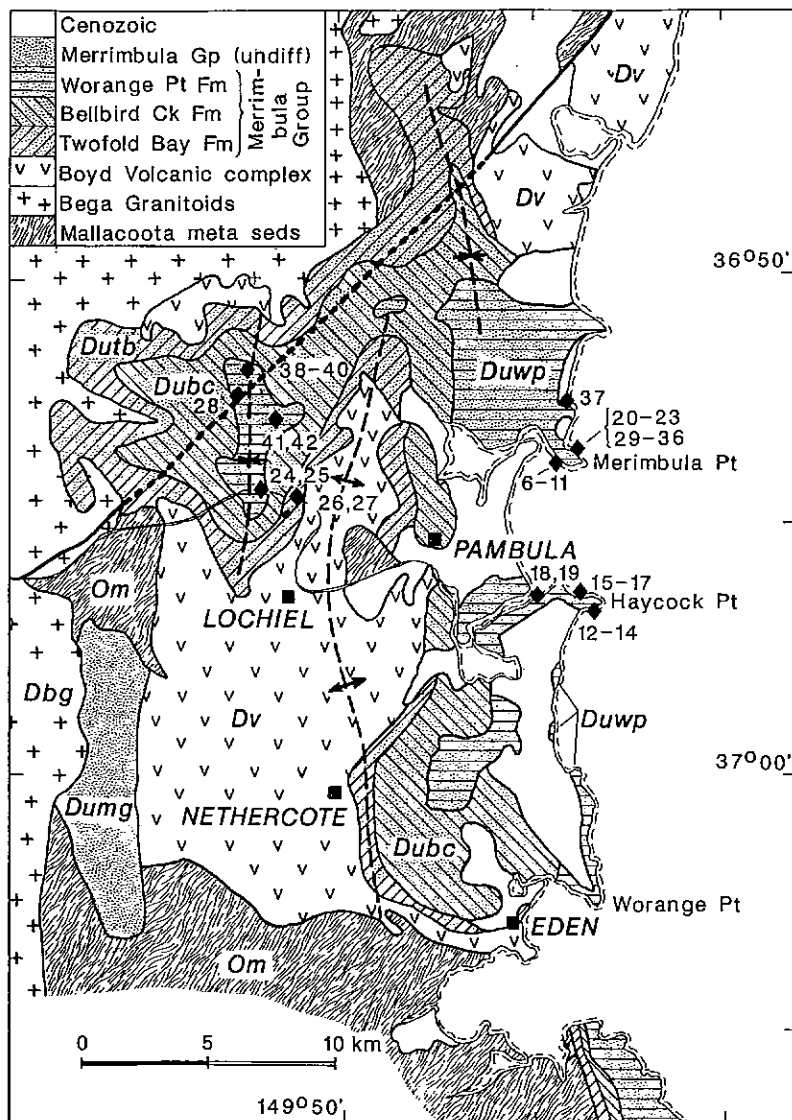 Cenozoic
Merrimbula Gp (undiff)
Worange Pt Fm
Bellbird Ck Fm
Twofold Bay Fm
Merrim-
bula
Group
Boyd Volcanic complex
Bega Granitoids
Mallacoota meta seds
Dv
Dv
36°50'
Dutb
Dubc
38-40
28
Duwp
37
20-23
29-36
Merimbula Pt
6-11
41,42
24,25
26,27
PAMBULA
Om
18,19
15-17
Haycock Pt
12-14
LOCHIEL
Dbg
Dv
Duwp
37°00'
Dumg
NETHERCOTE
Dubc
Worange Pt
EDEN
Om
0 5 10 km
149°50'